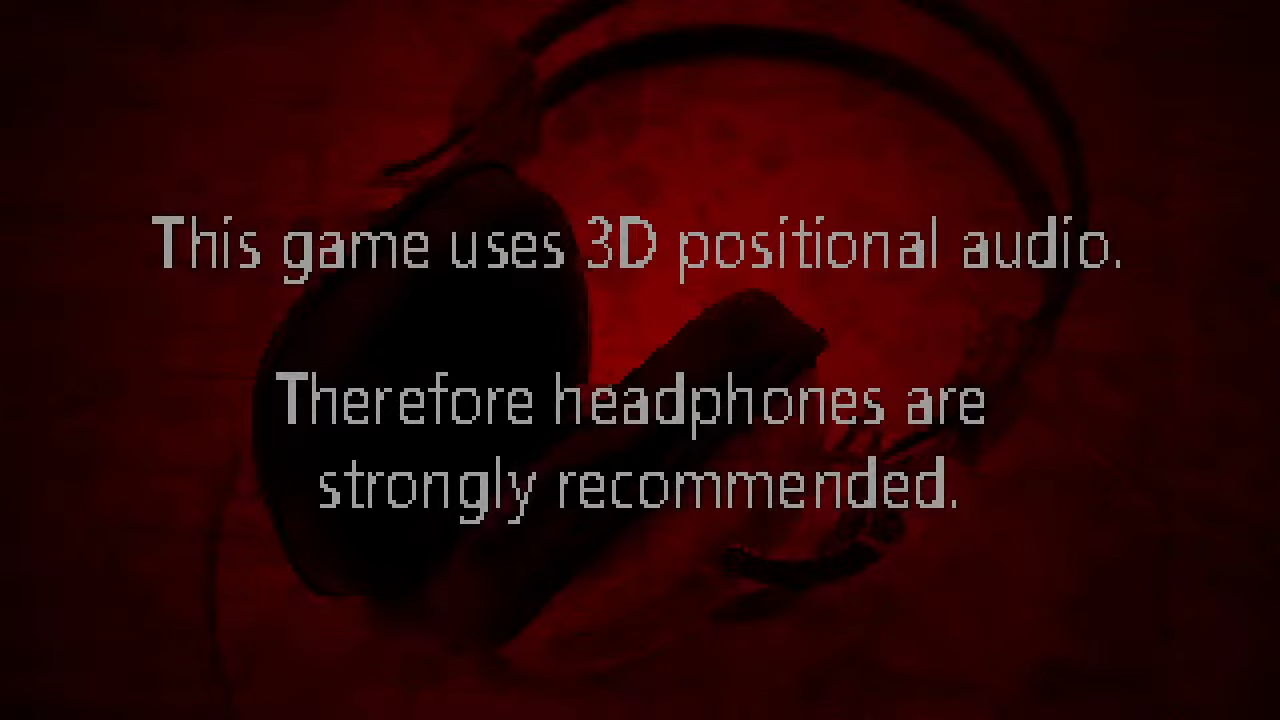 This game uses 3D positional audio.
Therefore headphones are
strongly recommended.